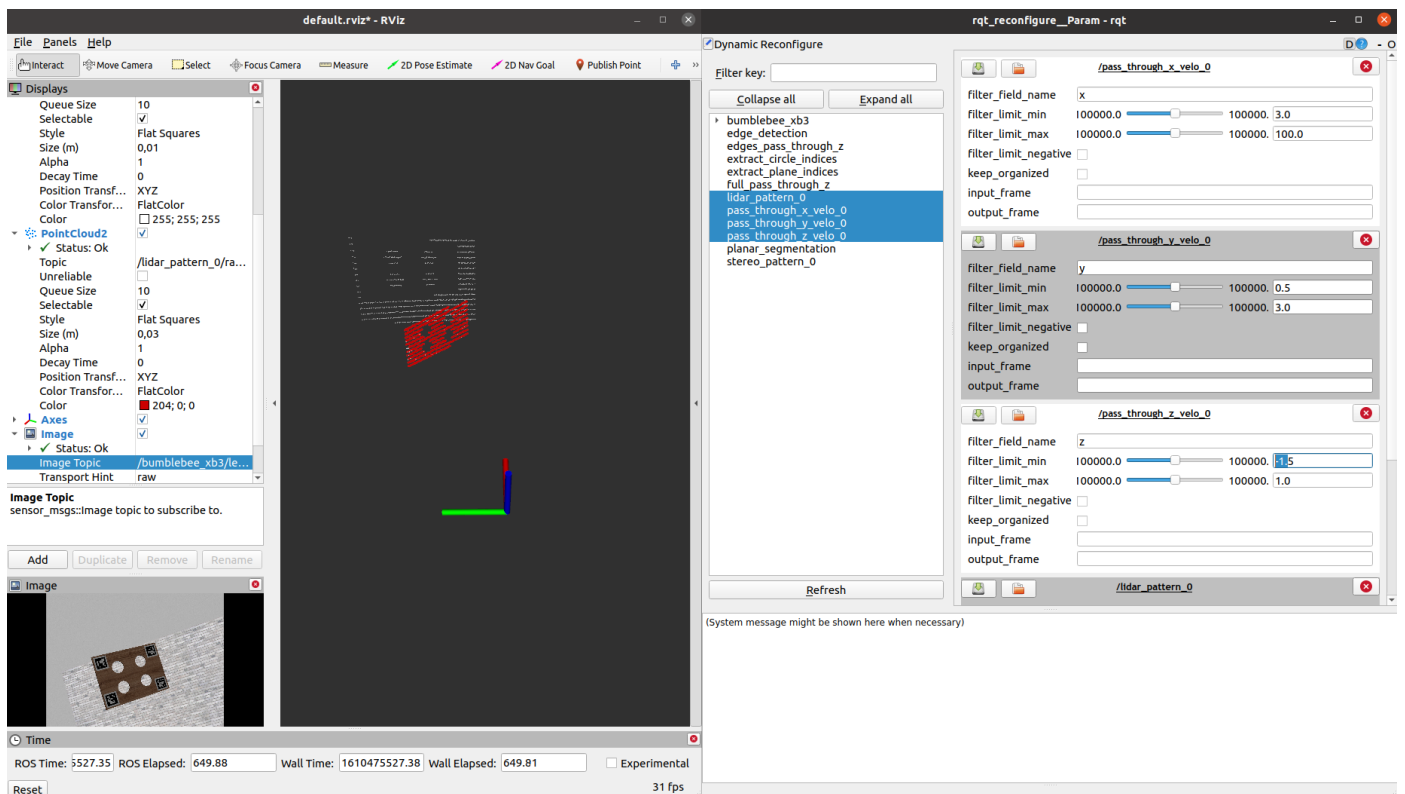 default.rviz* - RViz
File Panels Help
Interact Move Camera Select Focus Camera Measure 2D Pose Estimate 2D Nav Goal Publish Point »
Displays
Queue Size 10
Selectable ✓
Style Flat Squares
Size (m) 0,01
Alpha 1
Decay Time 0
Position Transf... XYZ
Color Transfor... FlatColor
Color 255; 255; 255
PointCloud2 ✓
✓ Status: Ok
Topic /lidar_pattern_0/ra...
Unreliable
Queue Size 10
Selectable ✓
Style Flat Squares
Size (m) 0,03
Alpha 1
Decay Time 0
Position Transf... XYZ
Color Transfor... FlatColor
Color 204; 0; 0
Axes ✓
Image ✓
✓ Status: Ok
Image Topic /bumblebee_xb3/le...
Transport Hint raw
Image Topic
sensor_msgs::Image topic to subscribe to.
Add Duplicate Remove Rename
Image
Time
ROS Time: 5527.35 ROS Elapsed: 649.88 Wall Time: 1610475527.38 Wall Elapsed: 649.81 Experimental
Reset 31 fps
rqt_reconfigure__Param - rqt
Dynamic Reconfigure D ? - O
Filter key:
Collapse all Expand all
bumblebee_xb3
edge_detection
edges_pass_through_z
extract_circle_indices
extract_plane_indices
full_pass_through_z
lidar_pattern_0
pass_through_x_velo_0
pass_through_y_velo_0
pass_through_z_velo_0
planar_segmentation
stereo_pattern_0
Refresh
/pass_through_x_velo_0
filter_field_name x
filter_limit_min 100000.0 100000. 3.0
filter_limit_max 100000.0 100000. 100.0
filter_limit_negative
keep_organized
input_frame
output_frame
/pass_through_y_velo_0
filter_field_name y
filter_limit_min 100000.0 100000. 0.5
filter_limit_max 100000.0 100000. 3.0
filter_limit_negative
keep_organized
input_frame
output_frame
/pass_through_z_velo_0
filter_field_name z
filter_limit_min 100000.0 100000. -1.5
filter_limit_max 100000.0 100000. 1.0
filter_limit_negative
keep_organized
input_frame
output_frame
/lidar_pattern_0
(System message might be shown here when necessary)